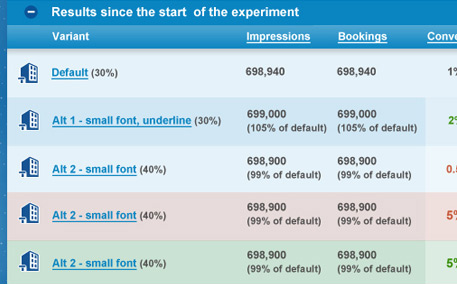 Results since the start of the experiment
Variant Impressions Bookings
Default (30%) 698,940 698,940 1%
Alt 1 - small font, underline (30%) 699,000 699,000 2%
(105% of default) (105% of default)
Alt 2 - small font (40%) 698,900 698,900
(99% of default) (99% of default)
Alt 2 - small font (40%) 698,900 698,900 5%
(99% of default) (99% of default)
Alt 2 - small font (40%) 698,900 698,900 5%
(99% of default) (99% of default)